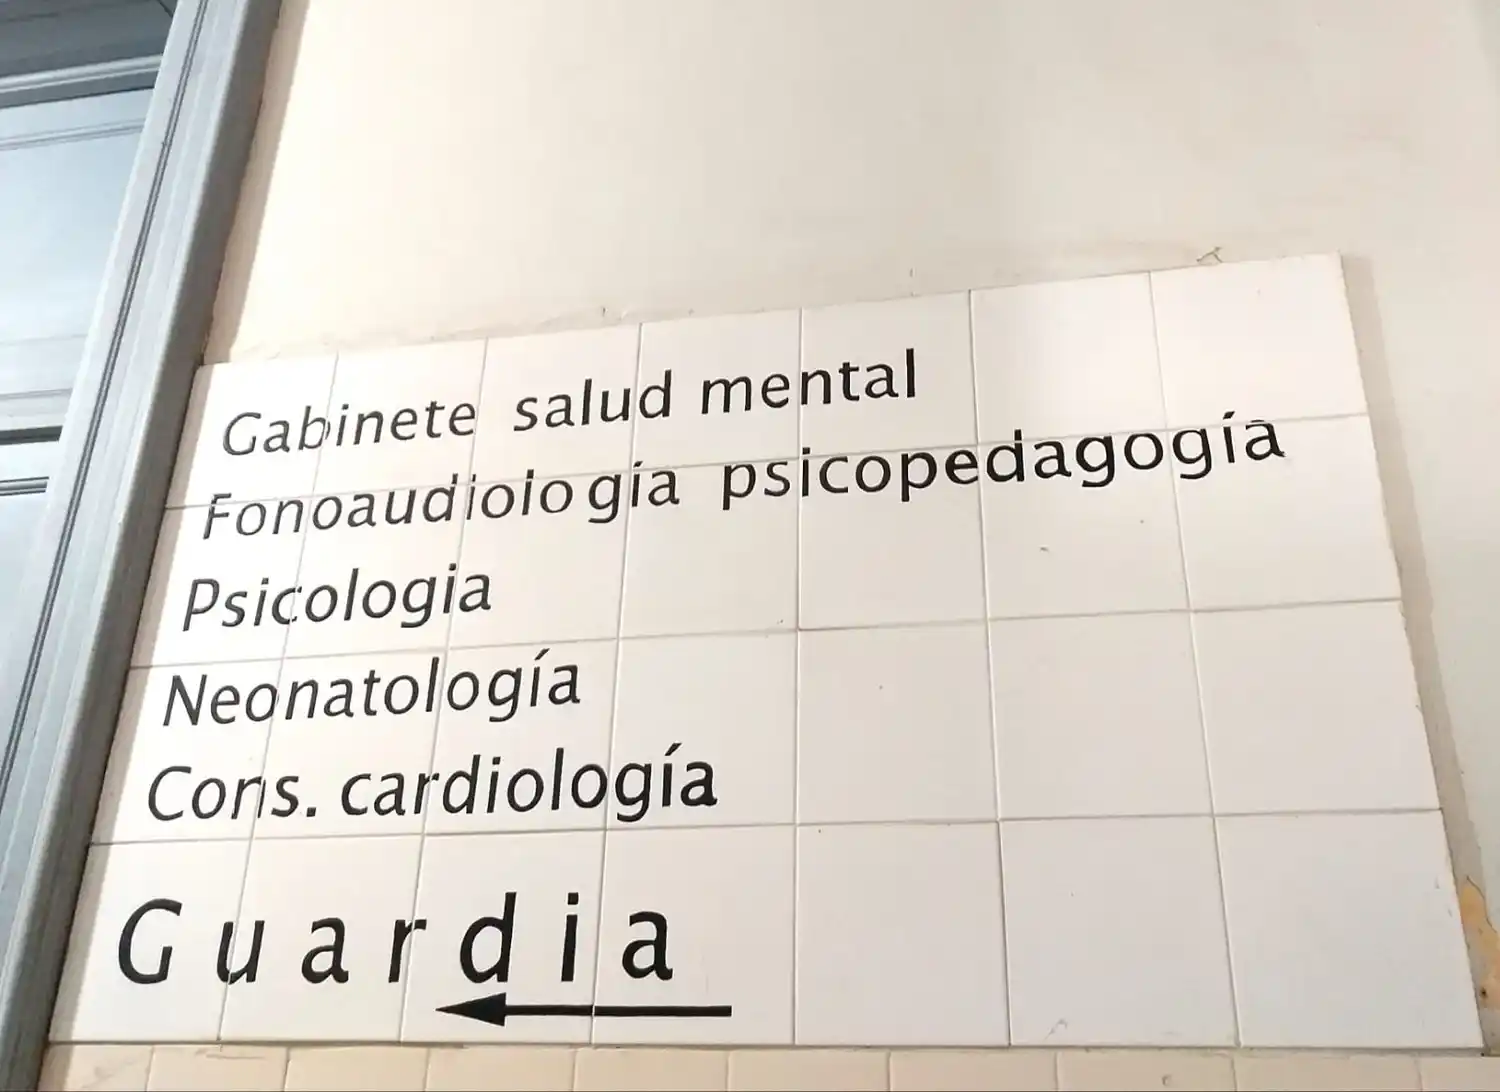 Gabinete salud mental
Fonoaudiología psicopedagogía
Psicologia
Neonatología
Cons. cardiología
Guardia